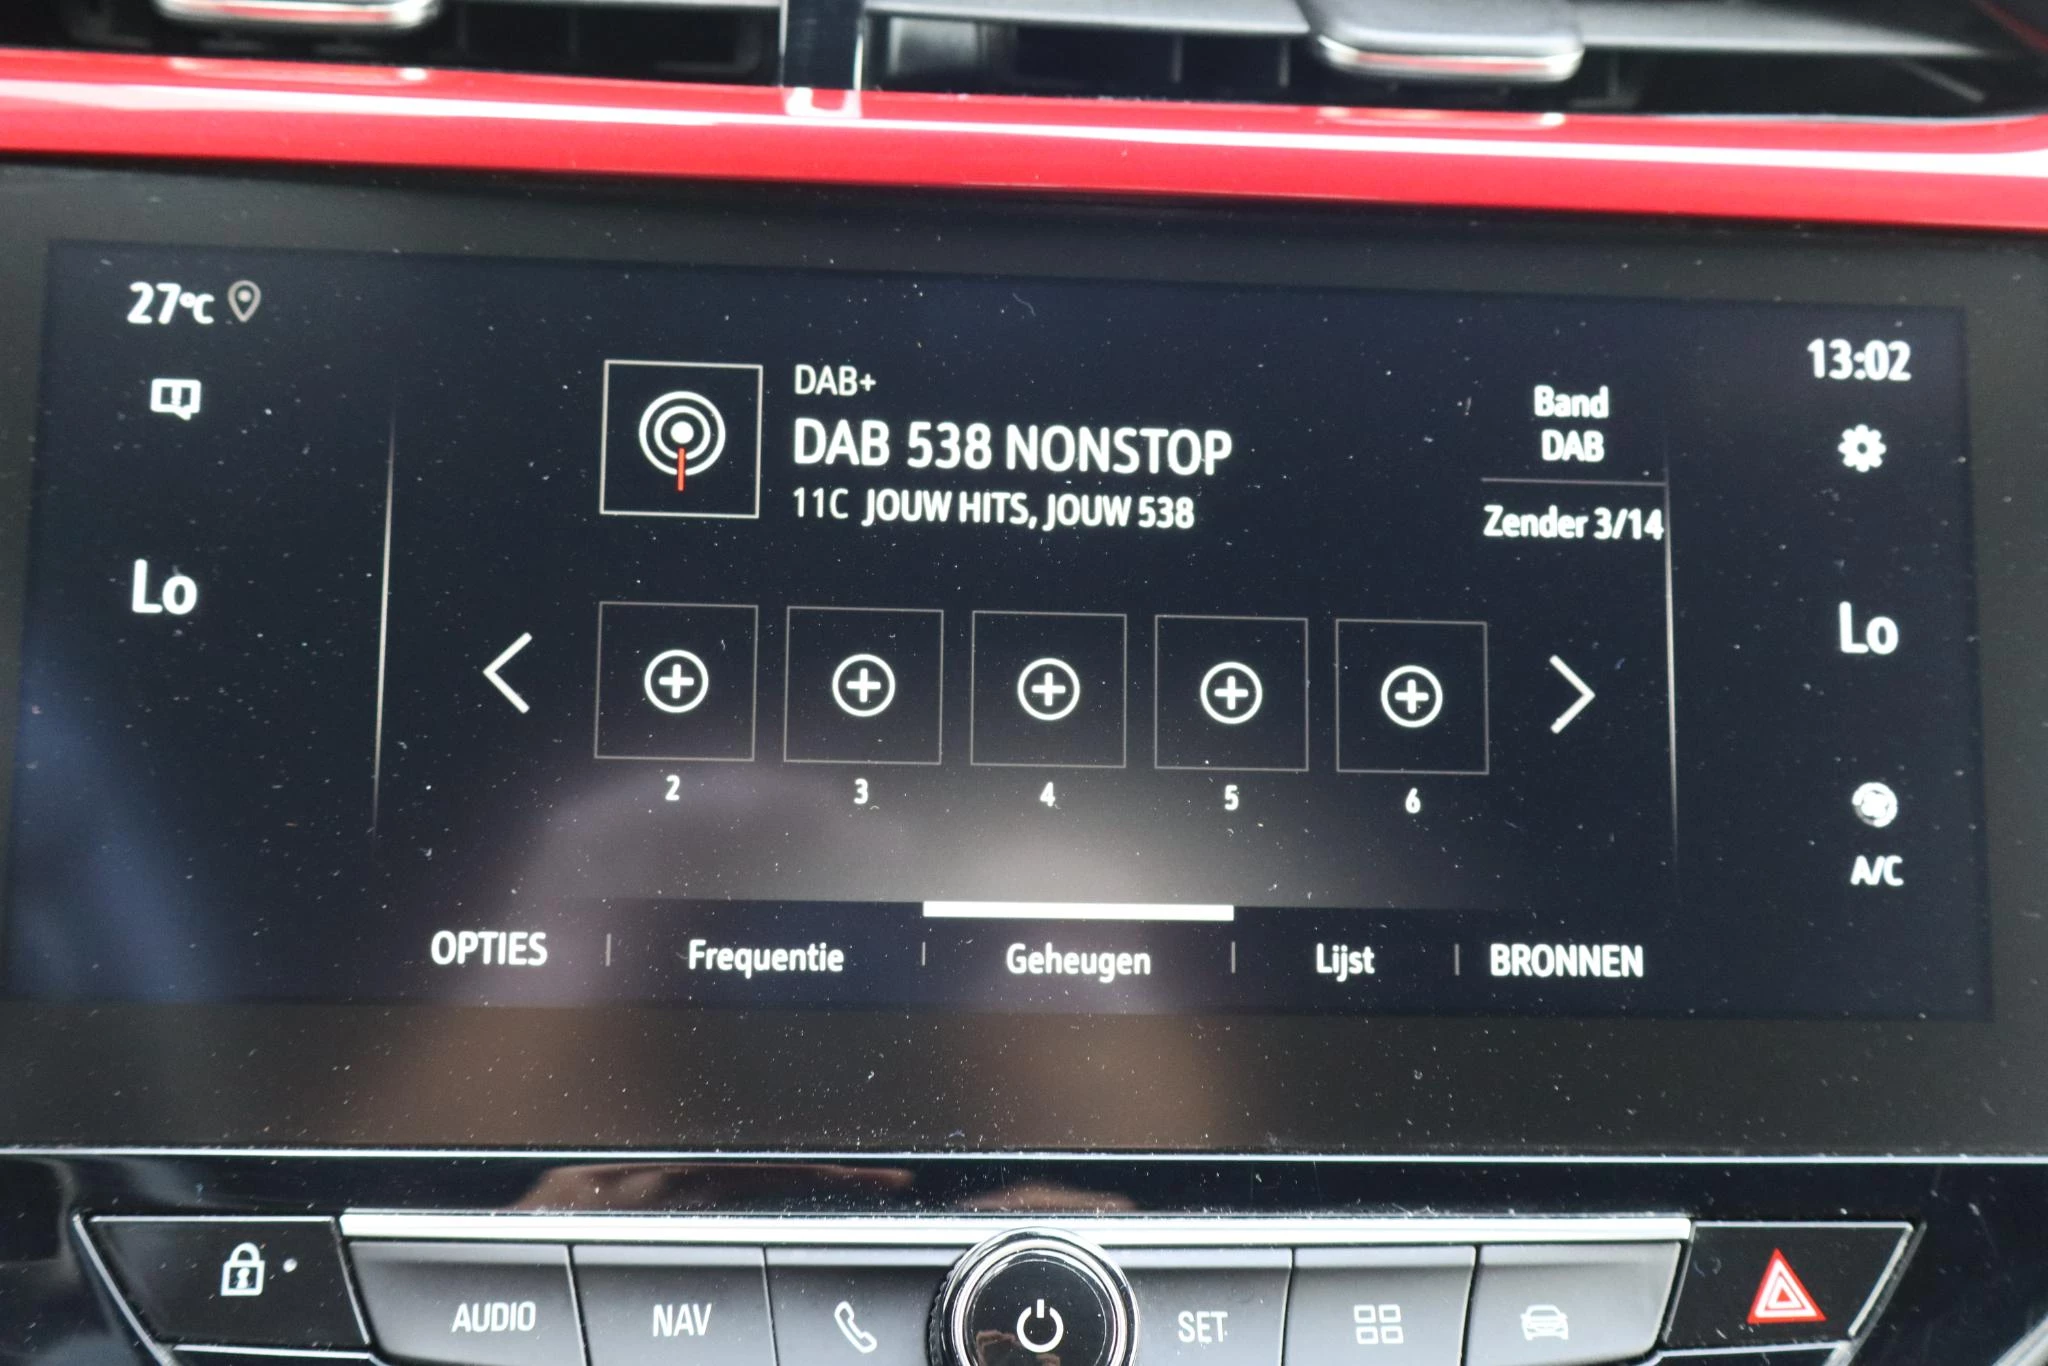 27°C
13:02
DAB+
DAB 538 NONSTOP
11C JOUW HITS, JOUW 538
Band
DAB
Zender 3/14
Lo
Lo
2 3 4 5 6
A/C
OPTIES Frequentie Geheugen Lijst BRONNEN
AUDIO NAV SET